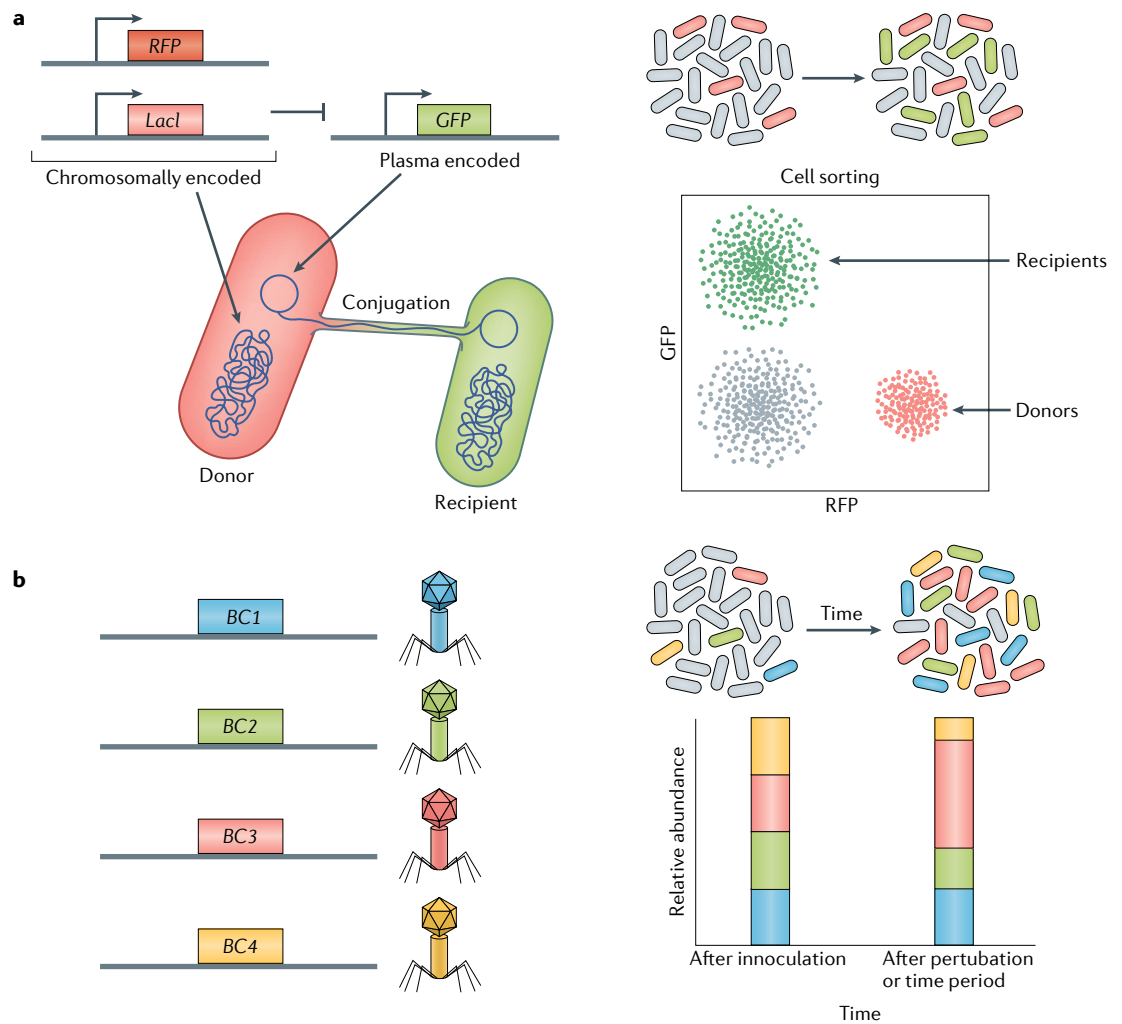 a
RFP
LacI
GFP
Chromosomally encoded
Plasma encoded
Conjugation
Donor
Recipient
Cell sorting
GFP
Recipients
Donors
RFP
b
BC1
BC2
BC3
BC4
Time
Relative abundance
After innoculation
After pertubation
or time period
Time